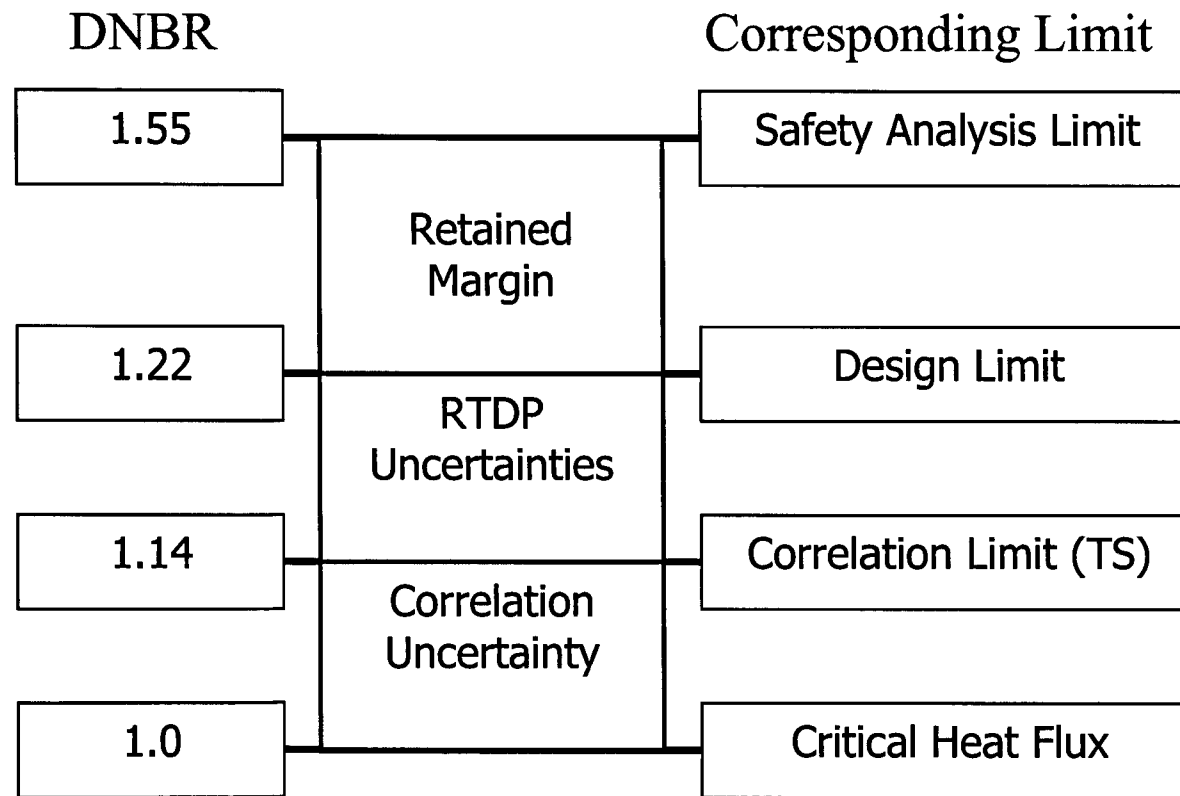 DNBR
Corresponding Limit
1.55
Safety Analysis Limit
Retained
Margin
1.22
Design Limit
RTDP
Uncertainties
1.14
Correlation Limit (TS)
Correlation
Uncertainty
1.0
Critical Heat Flux